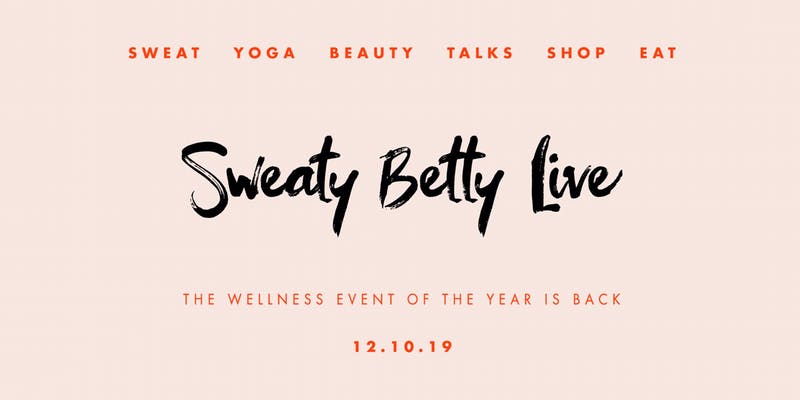 SWEAT YOGA BEAUTY TALKS SHOP EAT
Sweaty Betty Live
THE WELLNESS EVENT OF THE YEAR IS BACK
12.10.19